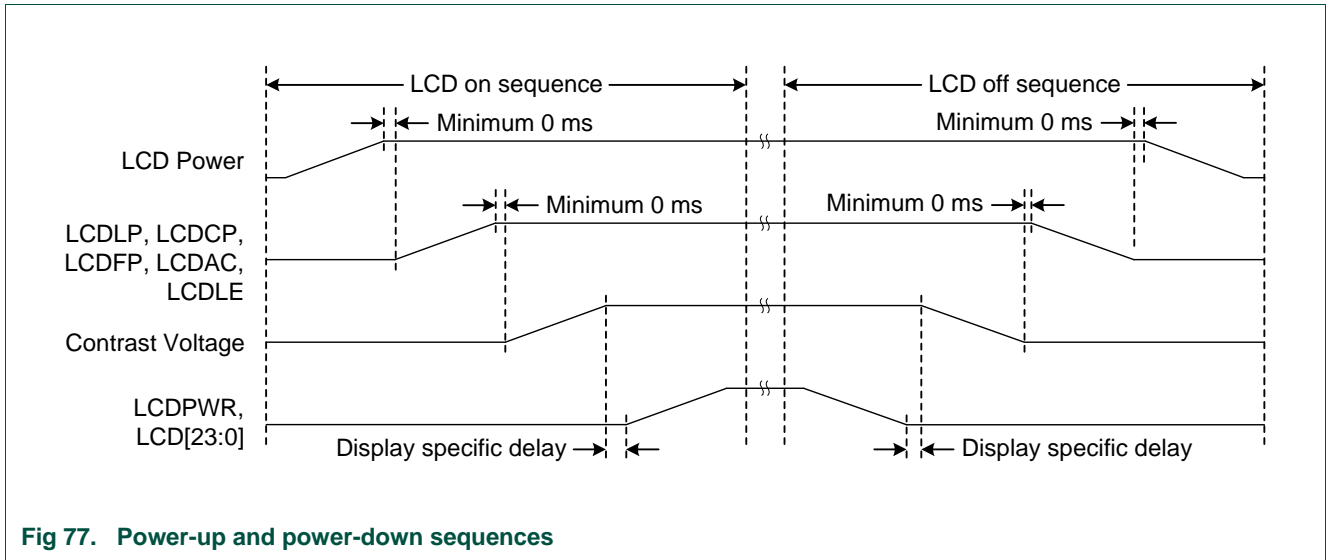 LCD on sequence
LCD off sequence
Minimum 0 ms
Minimum 0 ms
LCD Power
Minimum 0 ms
Minimum 0 ms
LCDLP, LCDCP,
LCDFP, LCDAC,
LCDLE
Contrast Voltage
LCDPWR,
LCD[23:0]
Display specific delay
Display specific delay
Fig 77. Power-up and power-down sequences